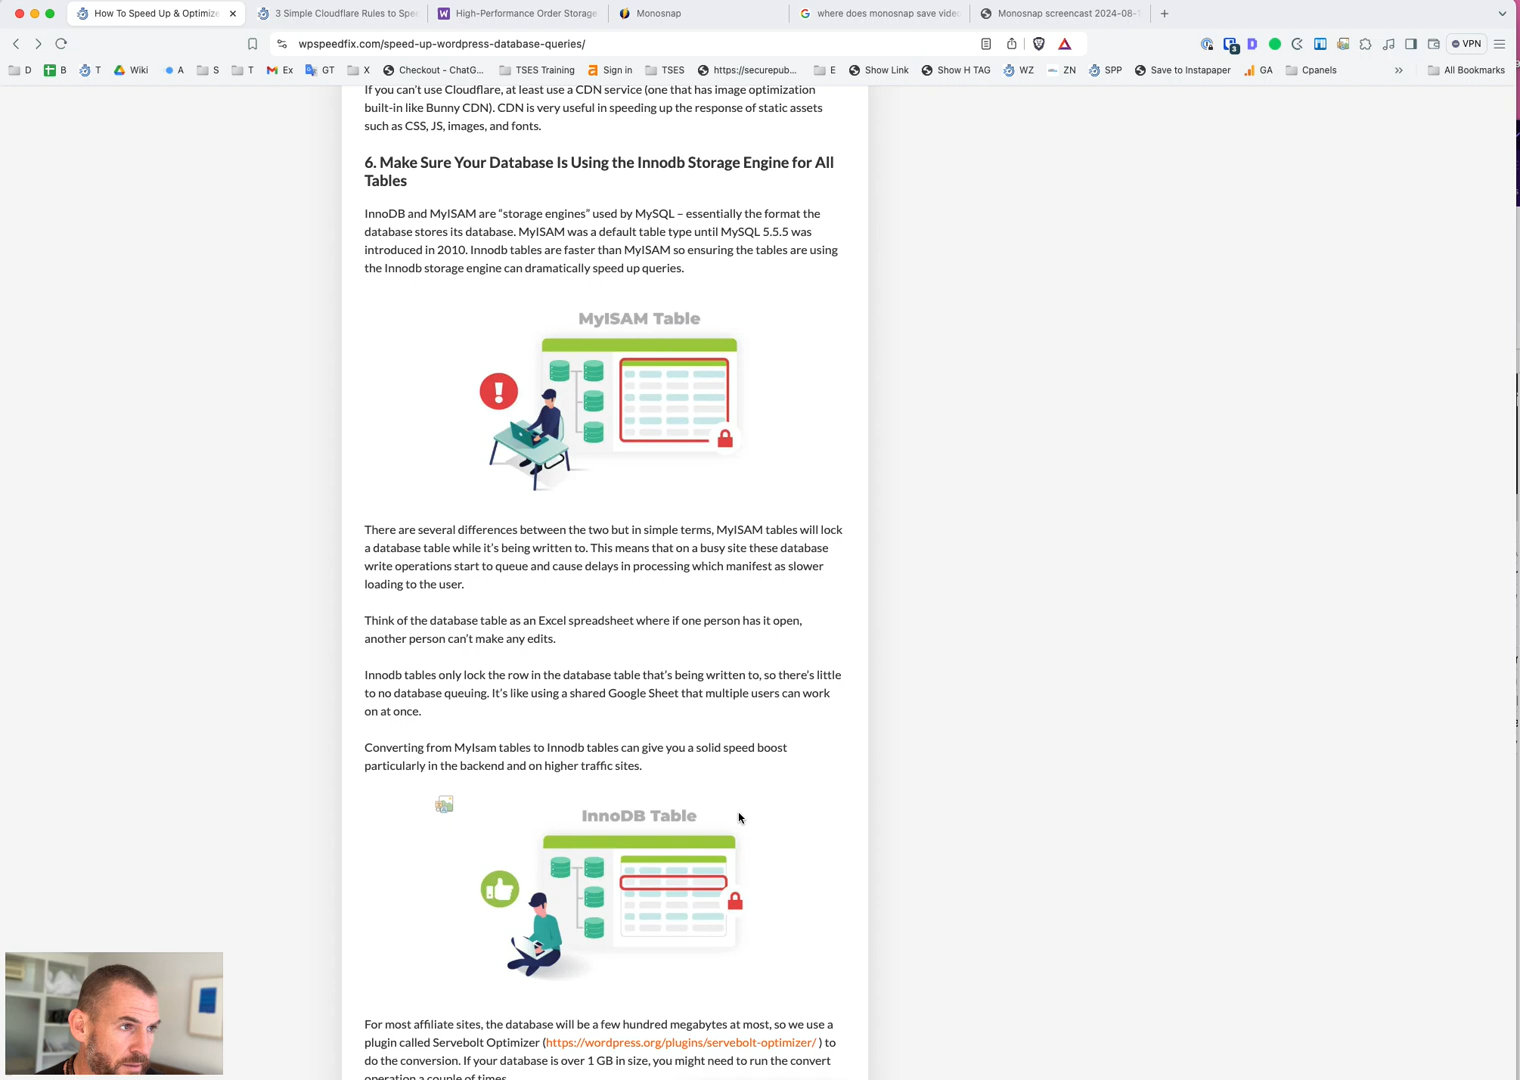 How To Speed Up & Optimize
3 Simple Cloudflare Rules to Spee
High-Performance Order Storage
Monosnap
where does monosnap save video
Monosnap screencast 2024-08-1
wpspeedfix.com/speed-up-wordpress-database-queries/
VPN
D
B
T
Wiki
A
S
T
Ex
GT
X
Checkout - ChatG...
TSES Training
Sign in
TSES
https://securepub...
E
Show Link
Show H TAG
WZ
ZN
SPP
Save to Instapaper
GA
Cpanels
All Bookmarks
If you can't use Cloudflare, at least use a CDN service (one that has image optimization
built-in like Bunny CDN). CDN is very useful in speeding up the response of static assets
such as CSS, JS, images, and fonts.
6. Make Sure Your Database Is Using the Innodb Storage Engine for All
Tables
InnoDB and MyISAM are “storage engines” used by MySQL – essentially the format the
database stores its database. MyISAM was a default table type until MySQL 5.5.5 was
introduced in 2010. Innodb tables are faster than MyISAM so ensuring the tables are using
the Innodb storage engine can dramatically speed up queries.
MyISAM Table
There are several differences between the two but in simple terms, MyISAM tables will lock
a database table while it’s being written to. This means that on a busy site these database
write operations start to queue and cause delays in processing which manifest as slower
loading to the user.
Think of the database table as an Excel spreadsheet where if one person has it open,
another person can’t make any edits.
Innodb tables only lock the row in the database table that’s being written to, so there’s little
to no database queuing. It’s like using a shared Google Sheet that multiple users can work
on at once.
Converting from MyIsam tables to Innodb tables can give you a solid speed boost
particularly in the backend and on higher traffic sites.
InnoDB Table
For most affiliate sites, the database will be a few hundred megabytes at most, so we use a
plugin called Servebolt Optimizer (https://wordpress.org/plugins/servebolt-optimizer/ ) to
do the conversion. If your database is over 1 GB in size, you might need to run the convert
operation a couple of times.